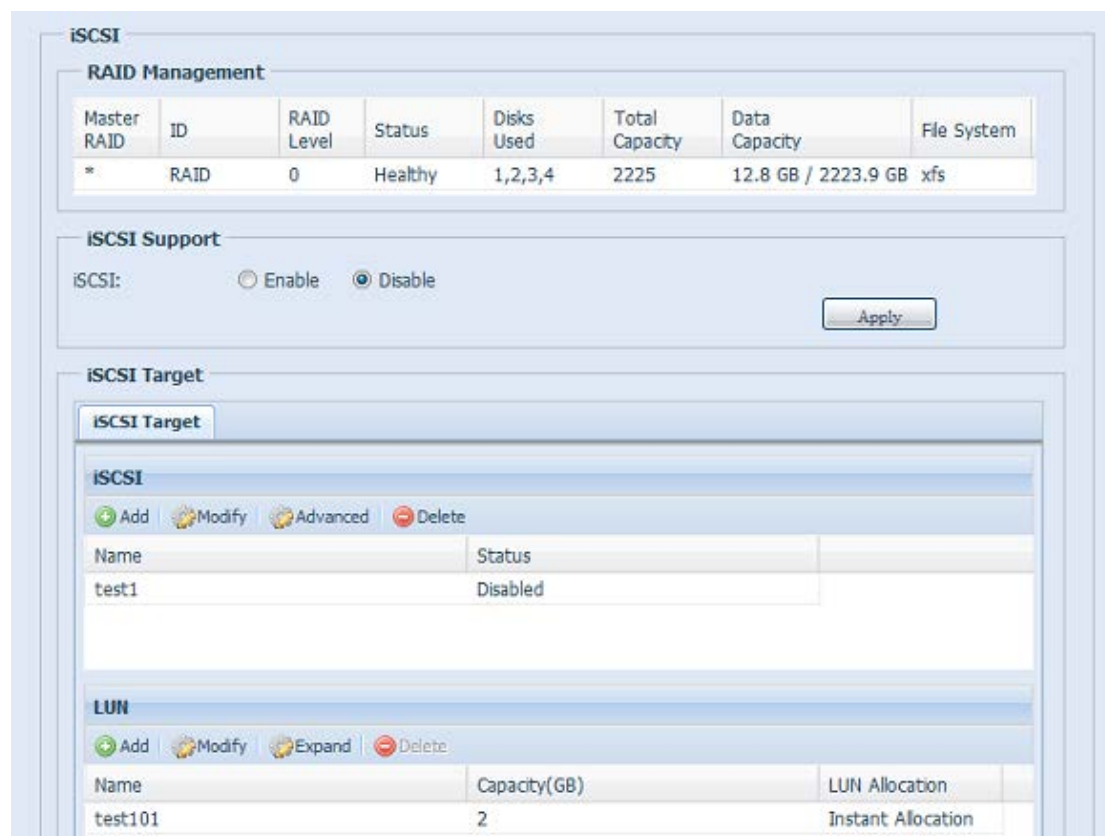 iSCSI
RAID Management
Master RAID ID RAID Level Status Disks Used Total Capacity Data Capacity File System
* RAID 0 Healthy 1,2,3,4 2225 12.8 GB / 2223.9 GB xfs
iSCSI Support
iSCSI: Enable Disable
Apply
iSCSI Target
iSCSI Target
iSCSI
Add Modify Advanced Delete
Name Status
test1 Disabled
LUN
Add Modify Expand Delete
Name Capacity(GB) LUN Allocation
test101 2 Instant Allocation